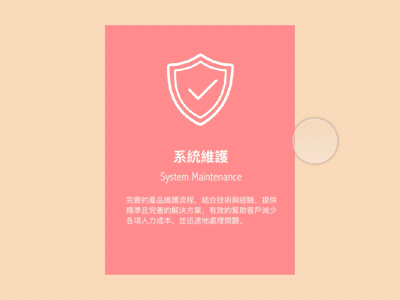 系統維護
System Maintenance
完善的產品維護流程，結合技術與經驗，提供
精準且完善的解決方案，有效的幫助客戶減少
各項人力成本，並迅速地處理問題。